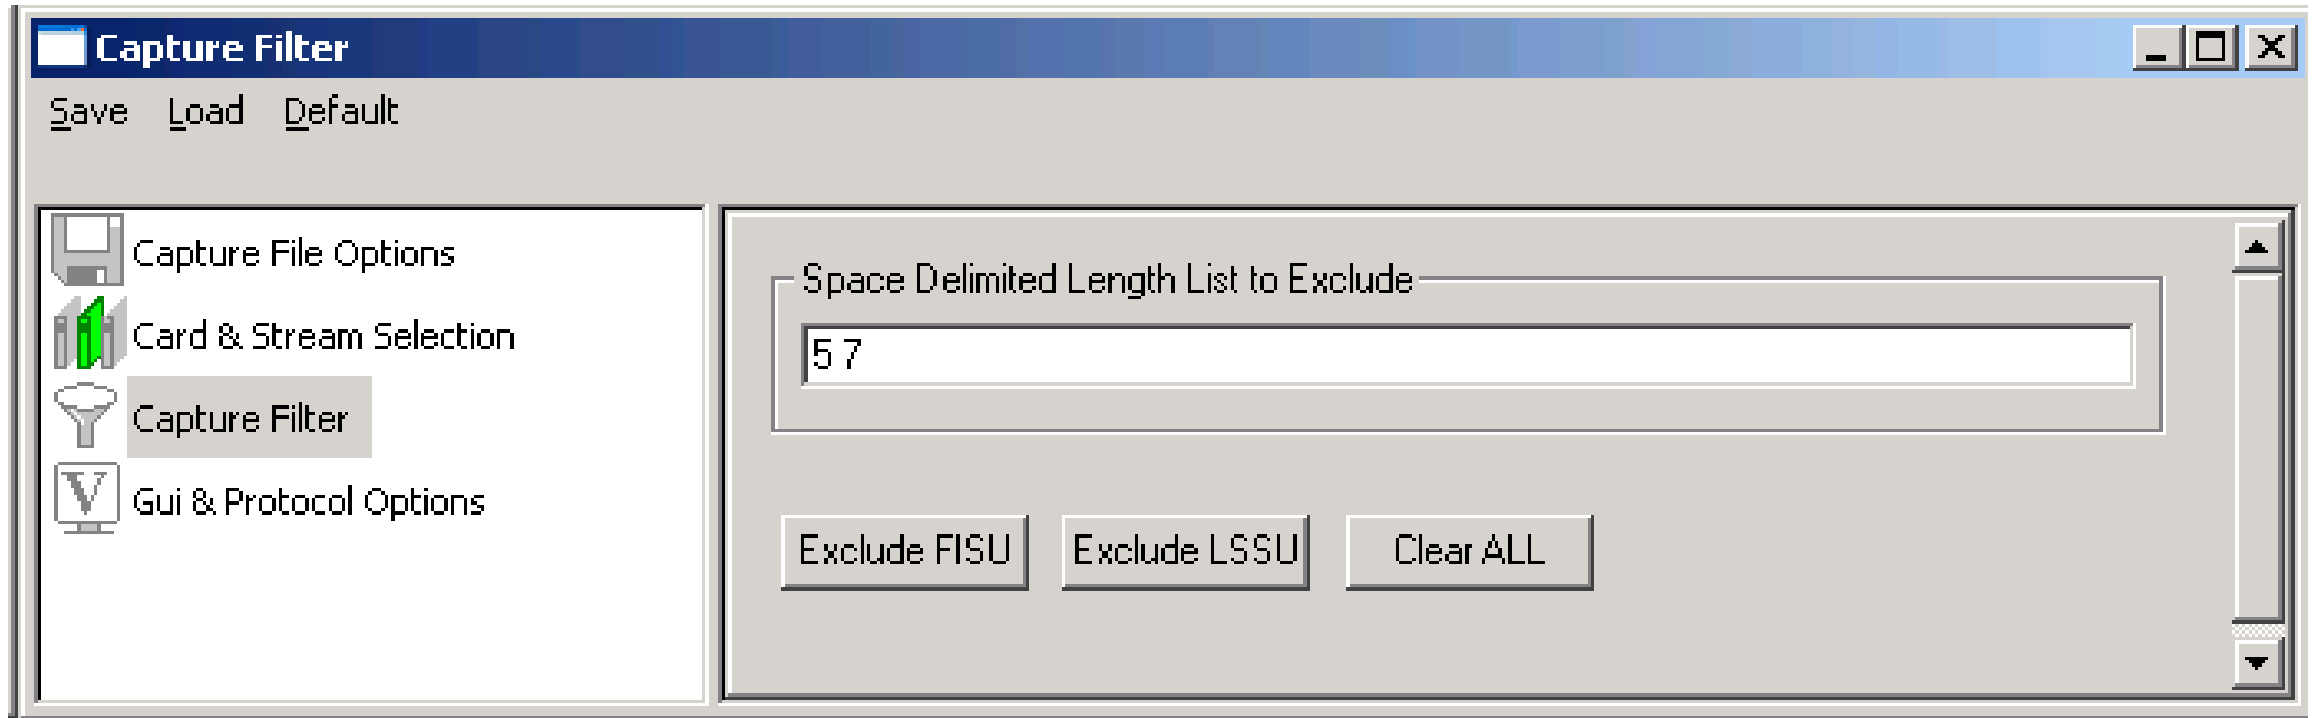 Capture Filter
Save Load Default
Capture File Options
Card & Stream Selection
Capture Filter
V
Gui & Protocol Options
Space Delimited Length List to Exclude
5 7
Exclude FISU Exclude LSSU Clear ALL